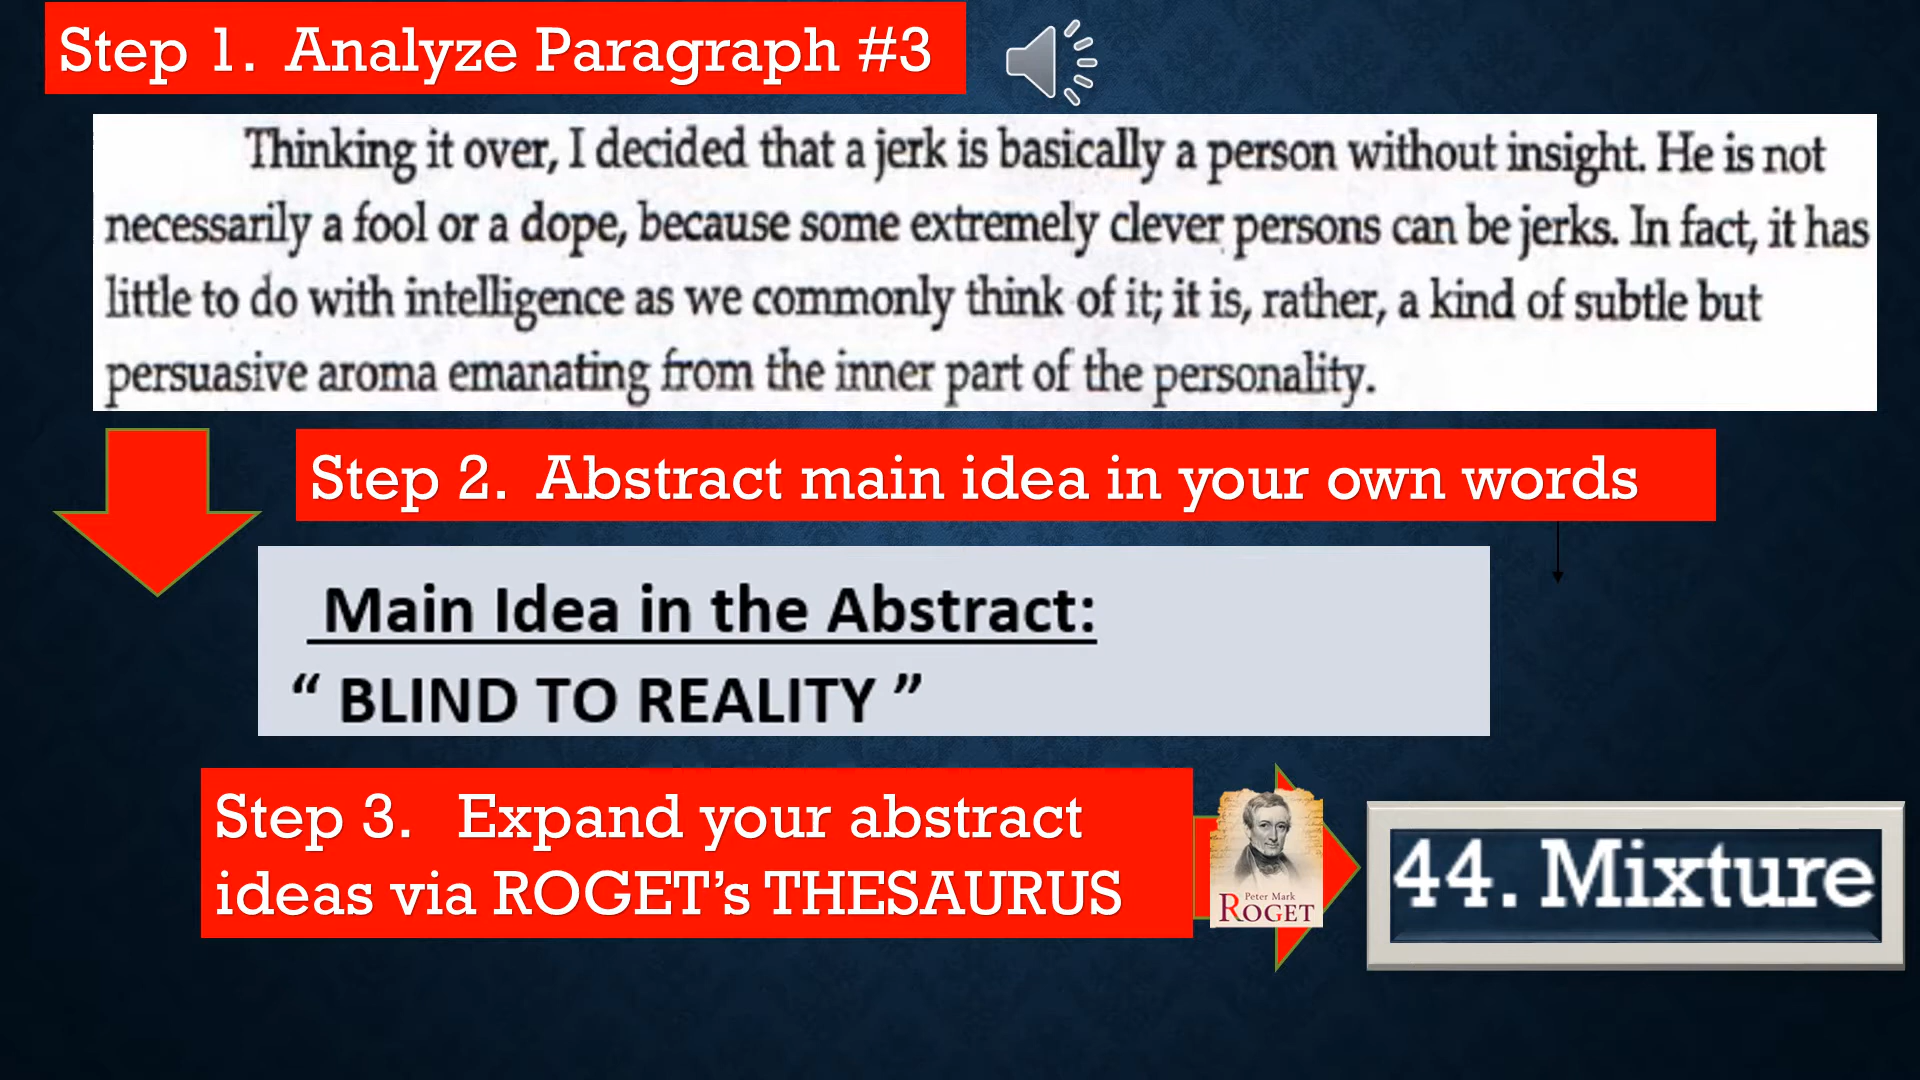 Step 1. Analyze Paragraph #3
Thinking it over, I decided that a jerk is basically a person without insight. He is not
necessarily a fool or a dope, because some extremely clever persons can be jerks. In fact, it has
little to do with intelligence as we commonly think of it; it is, rather, a kind of subtle but
persuasive aroma emanating from the inner part of the personality.
Step 2. Abstract main idea in your own words
Main Idea in the Abstract:
“ BLIND TO REALITY ”
Step 3. Expand your abstract
ideas via ROGET’s THESAURUS
Peter Mark
ROGET
44. Mixture